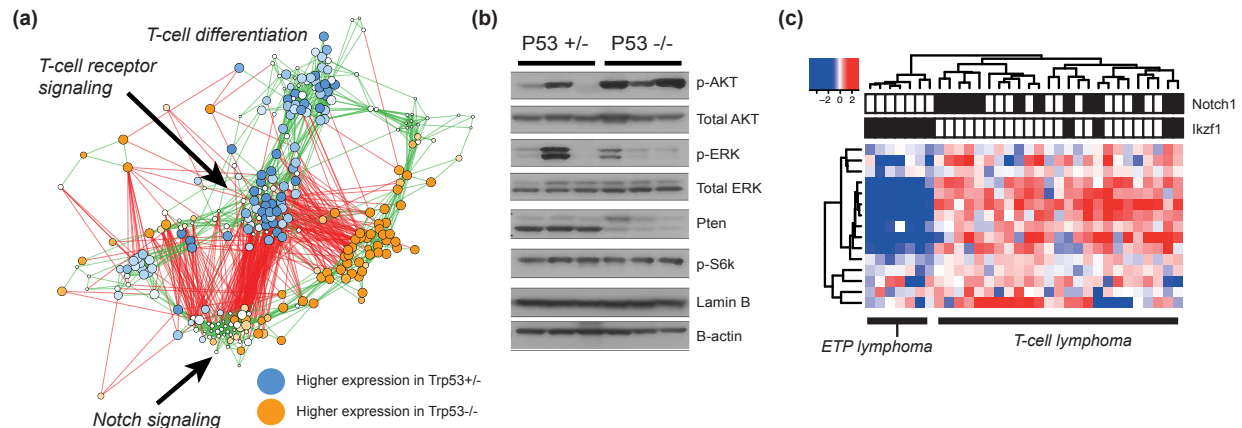 (a)
T-cell differentiation
T-cell receptor
signaling
Notch signaling
Higher expression in Trp53+/-
Higher expression in Trp53-/-
(b)
P53 +/- P53 -/-
p-AKT
Total AKT
p-ERK
Total ERK
Pten
p-S6k
Lamin B
B-actin
(c)
-2 0 2
Notch1
Ikzf1
ETP lymphoma
T-cell lymphoma